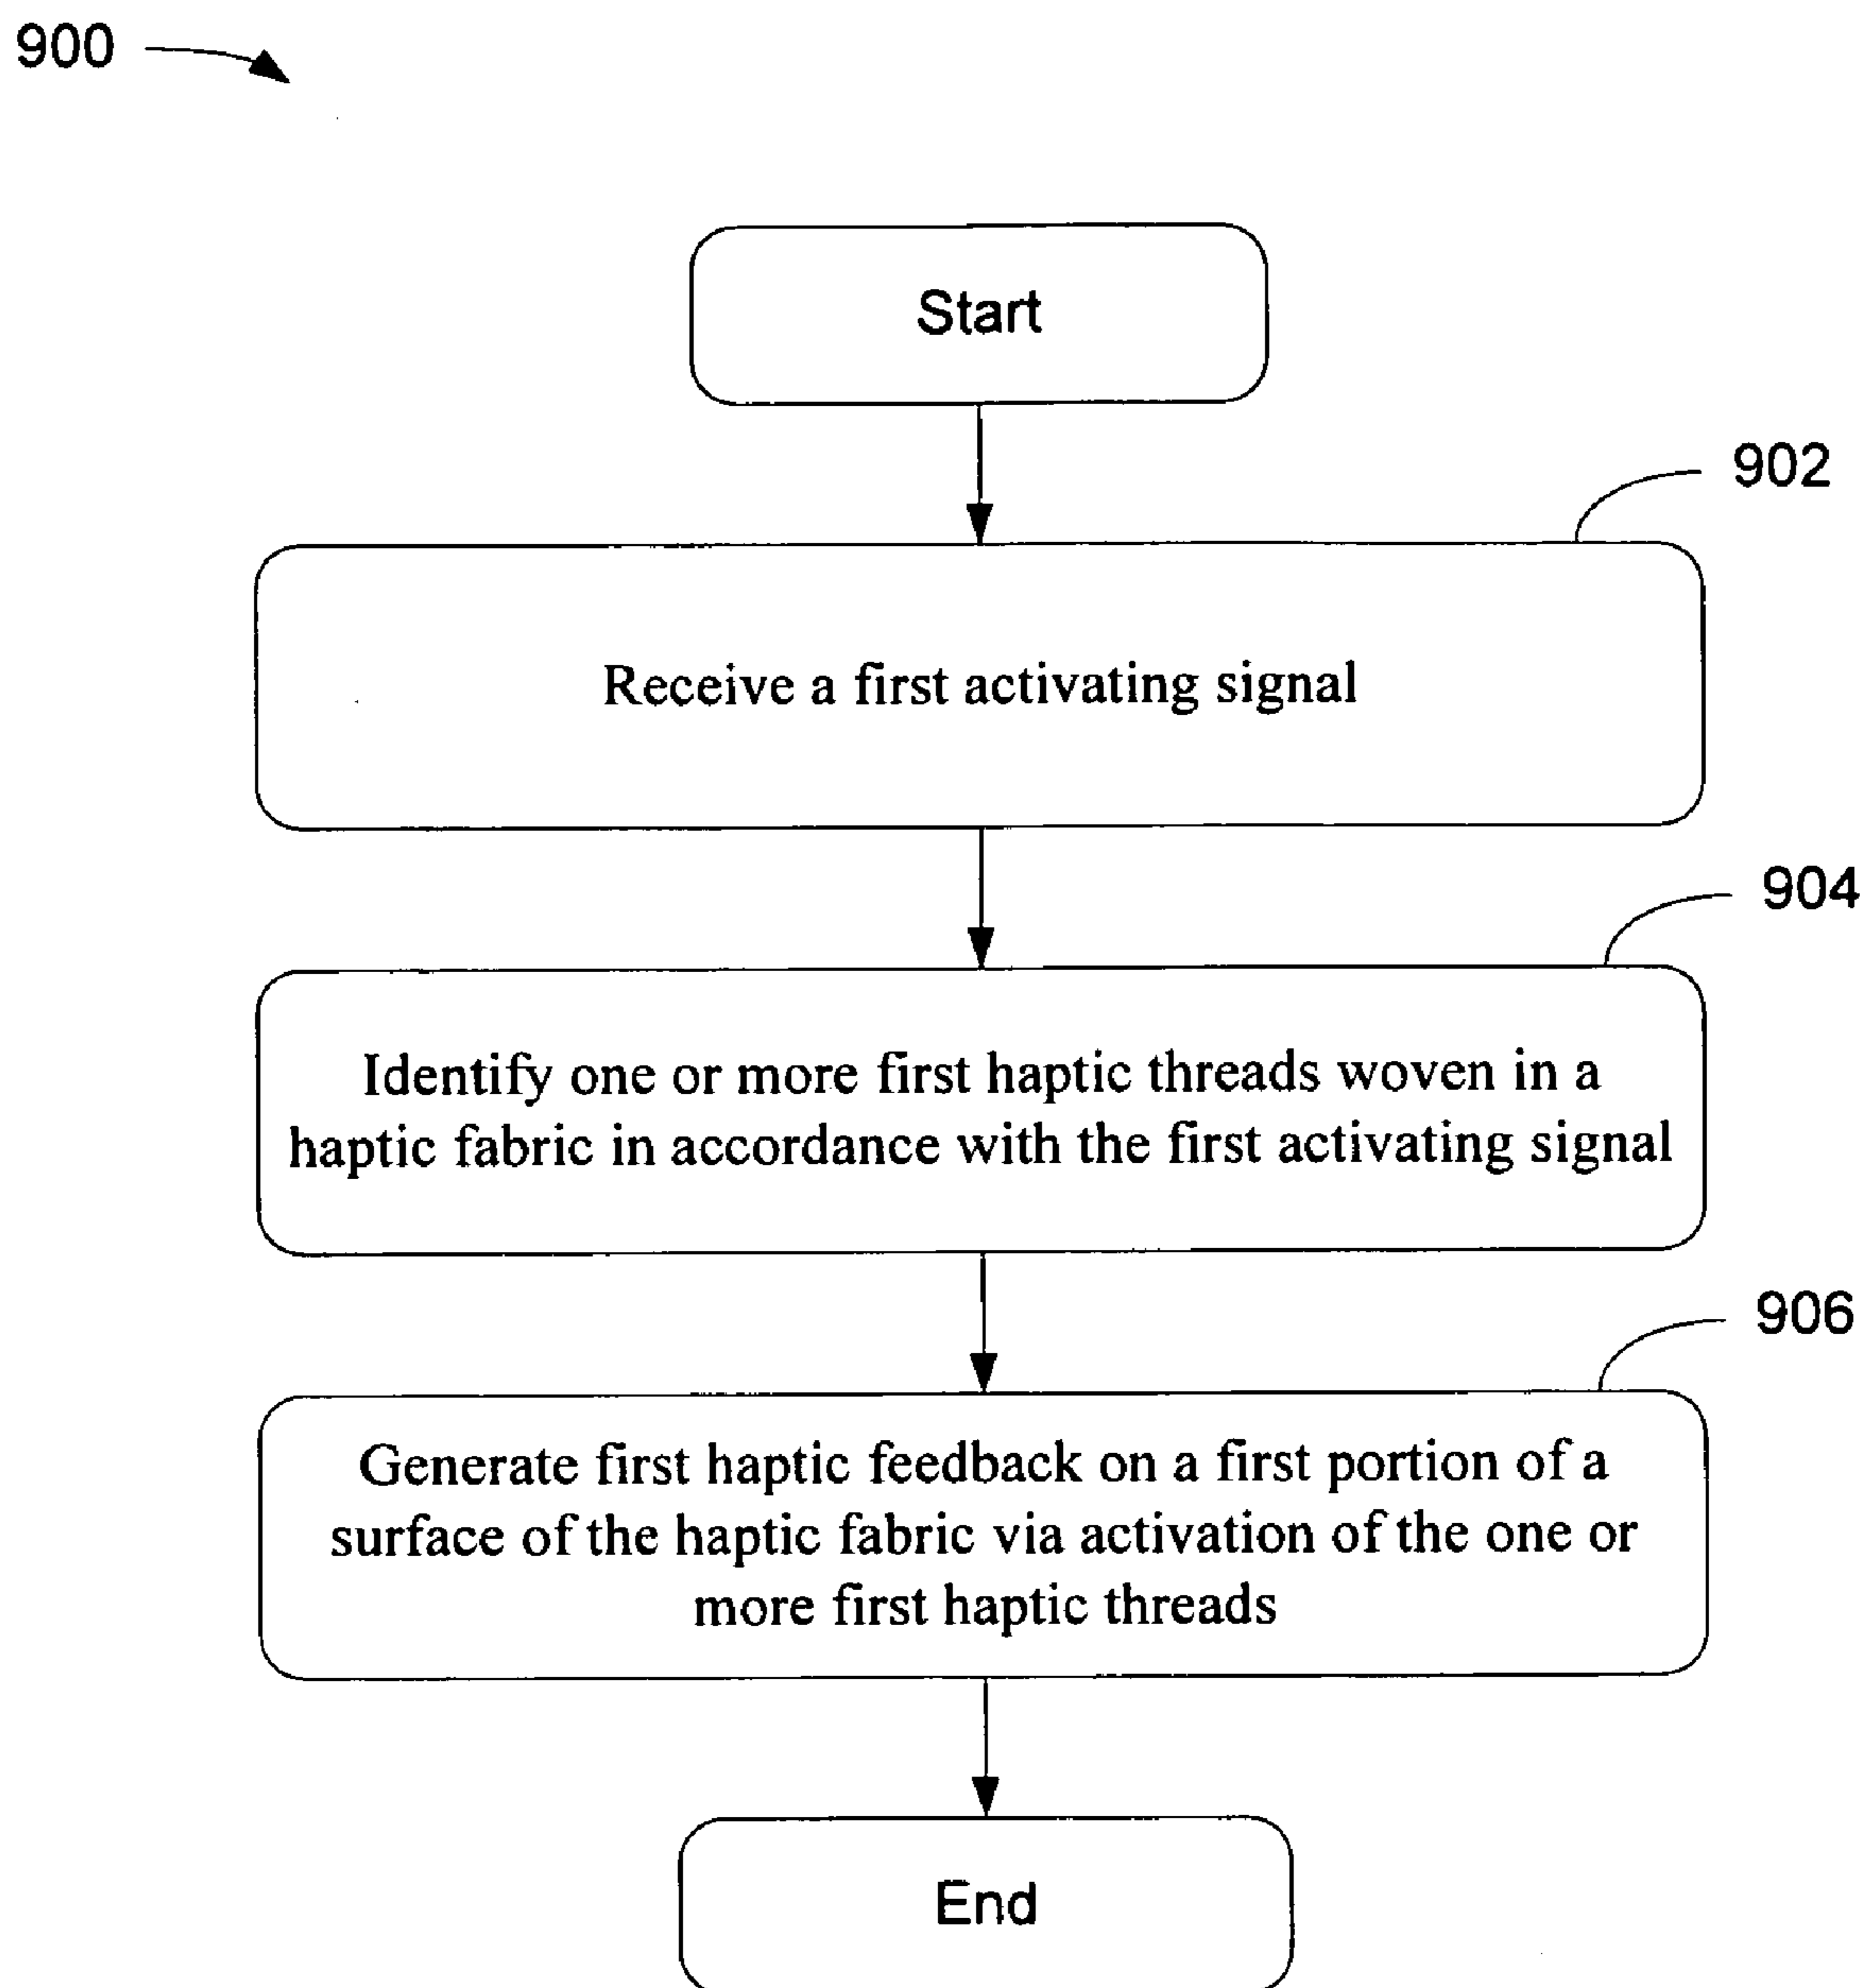 900
Start
902
Receive a first activating signal
904
Identify one or more first haptic threads woven in a
haptic fabric in accordance with the first activating signal
906
Generate first haptic feedback on a first portion of a
surface of the haptic fabric via activation of the one or
more first haptic threads
End